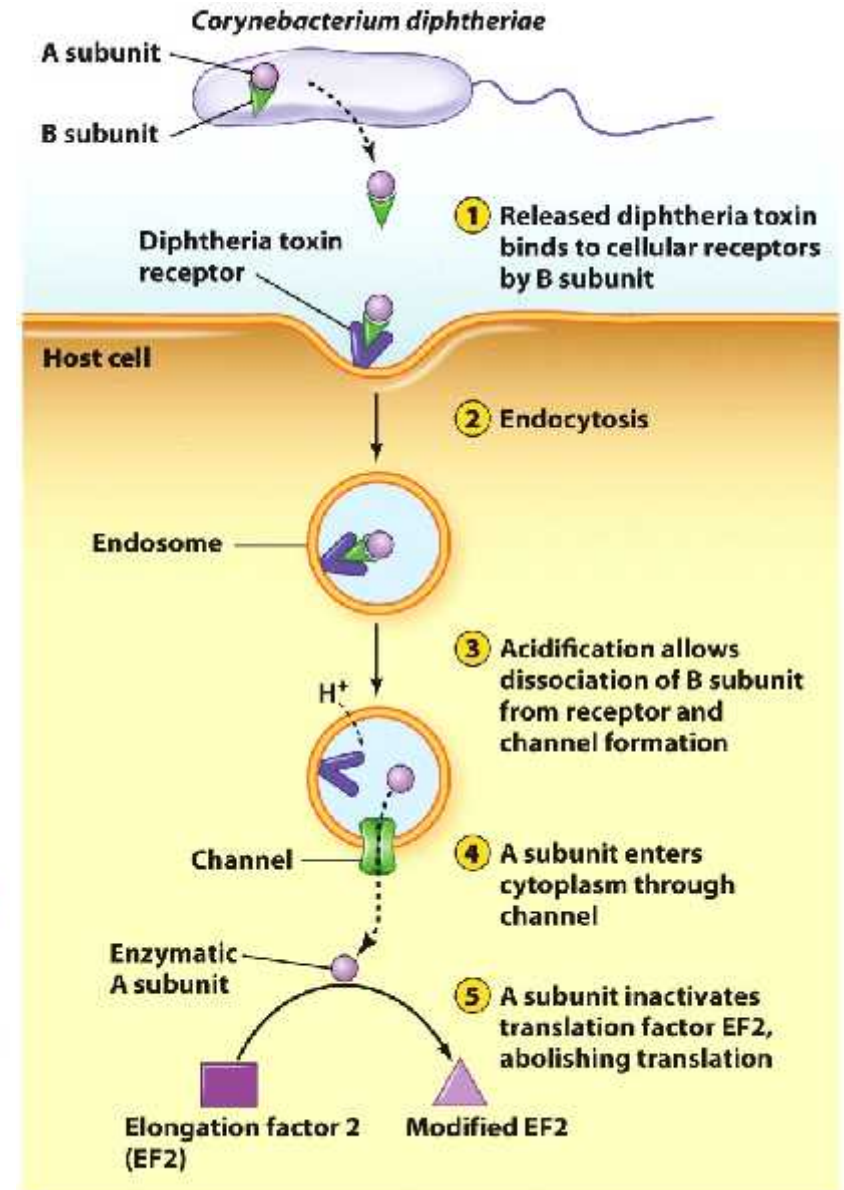 Corynebacterium diphtheriae
A subunit
B subunit
1 Released diphtheria toxin
binds to cellular receptors
by B subunit
Diphtheria toxin
receptor
Host cell
2 Endocytosis
Endosome
3 Acidification allows
dissociation of B subunit
from receptor and
channel formation
H⁺
Channel
4 A subunit enters
cytoplasm through
channel
Enzymatic
A subunit
5 A subunit inactivates
translation factor EF2,
abolishing translation
Elongation factor 2
(EF2)
Modified EF2